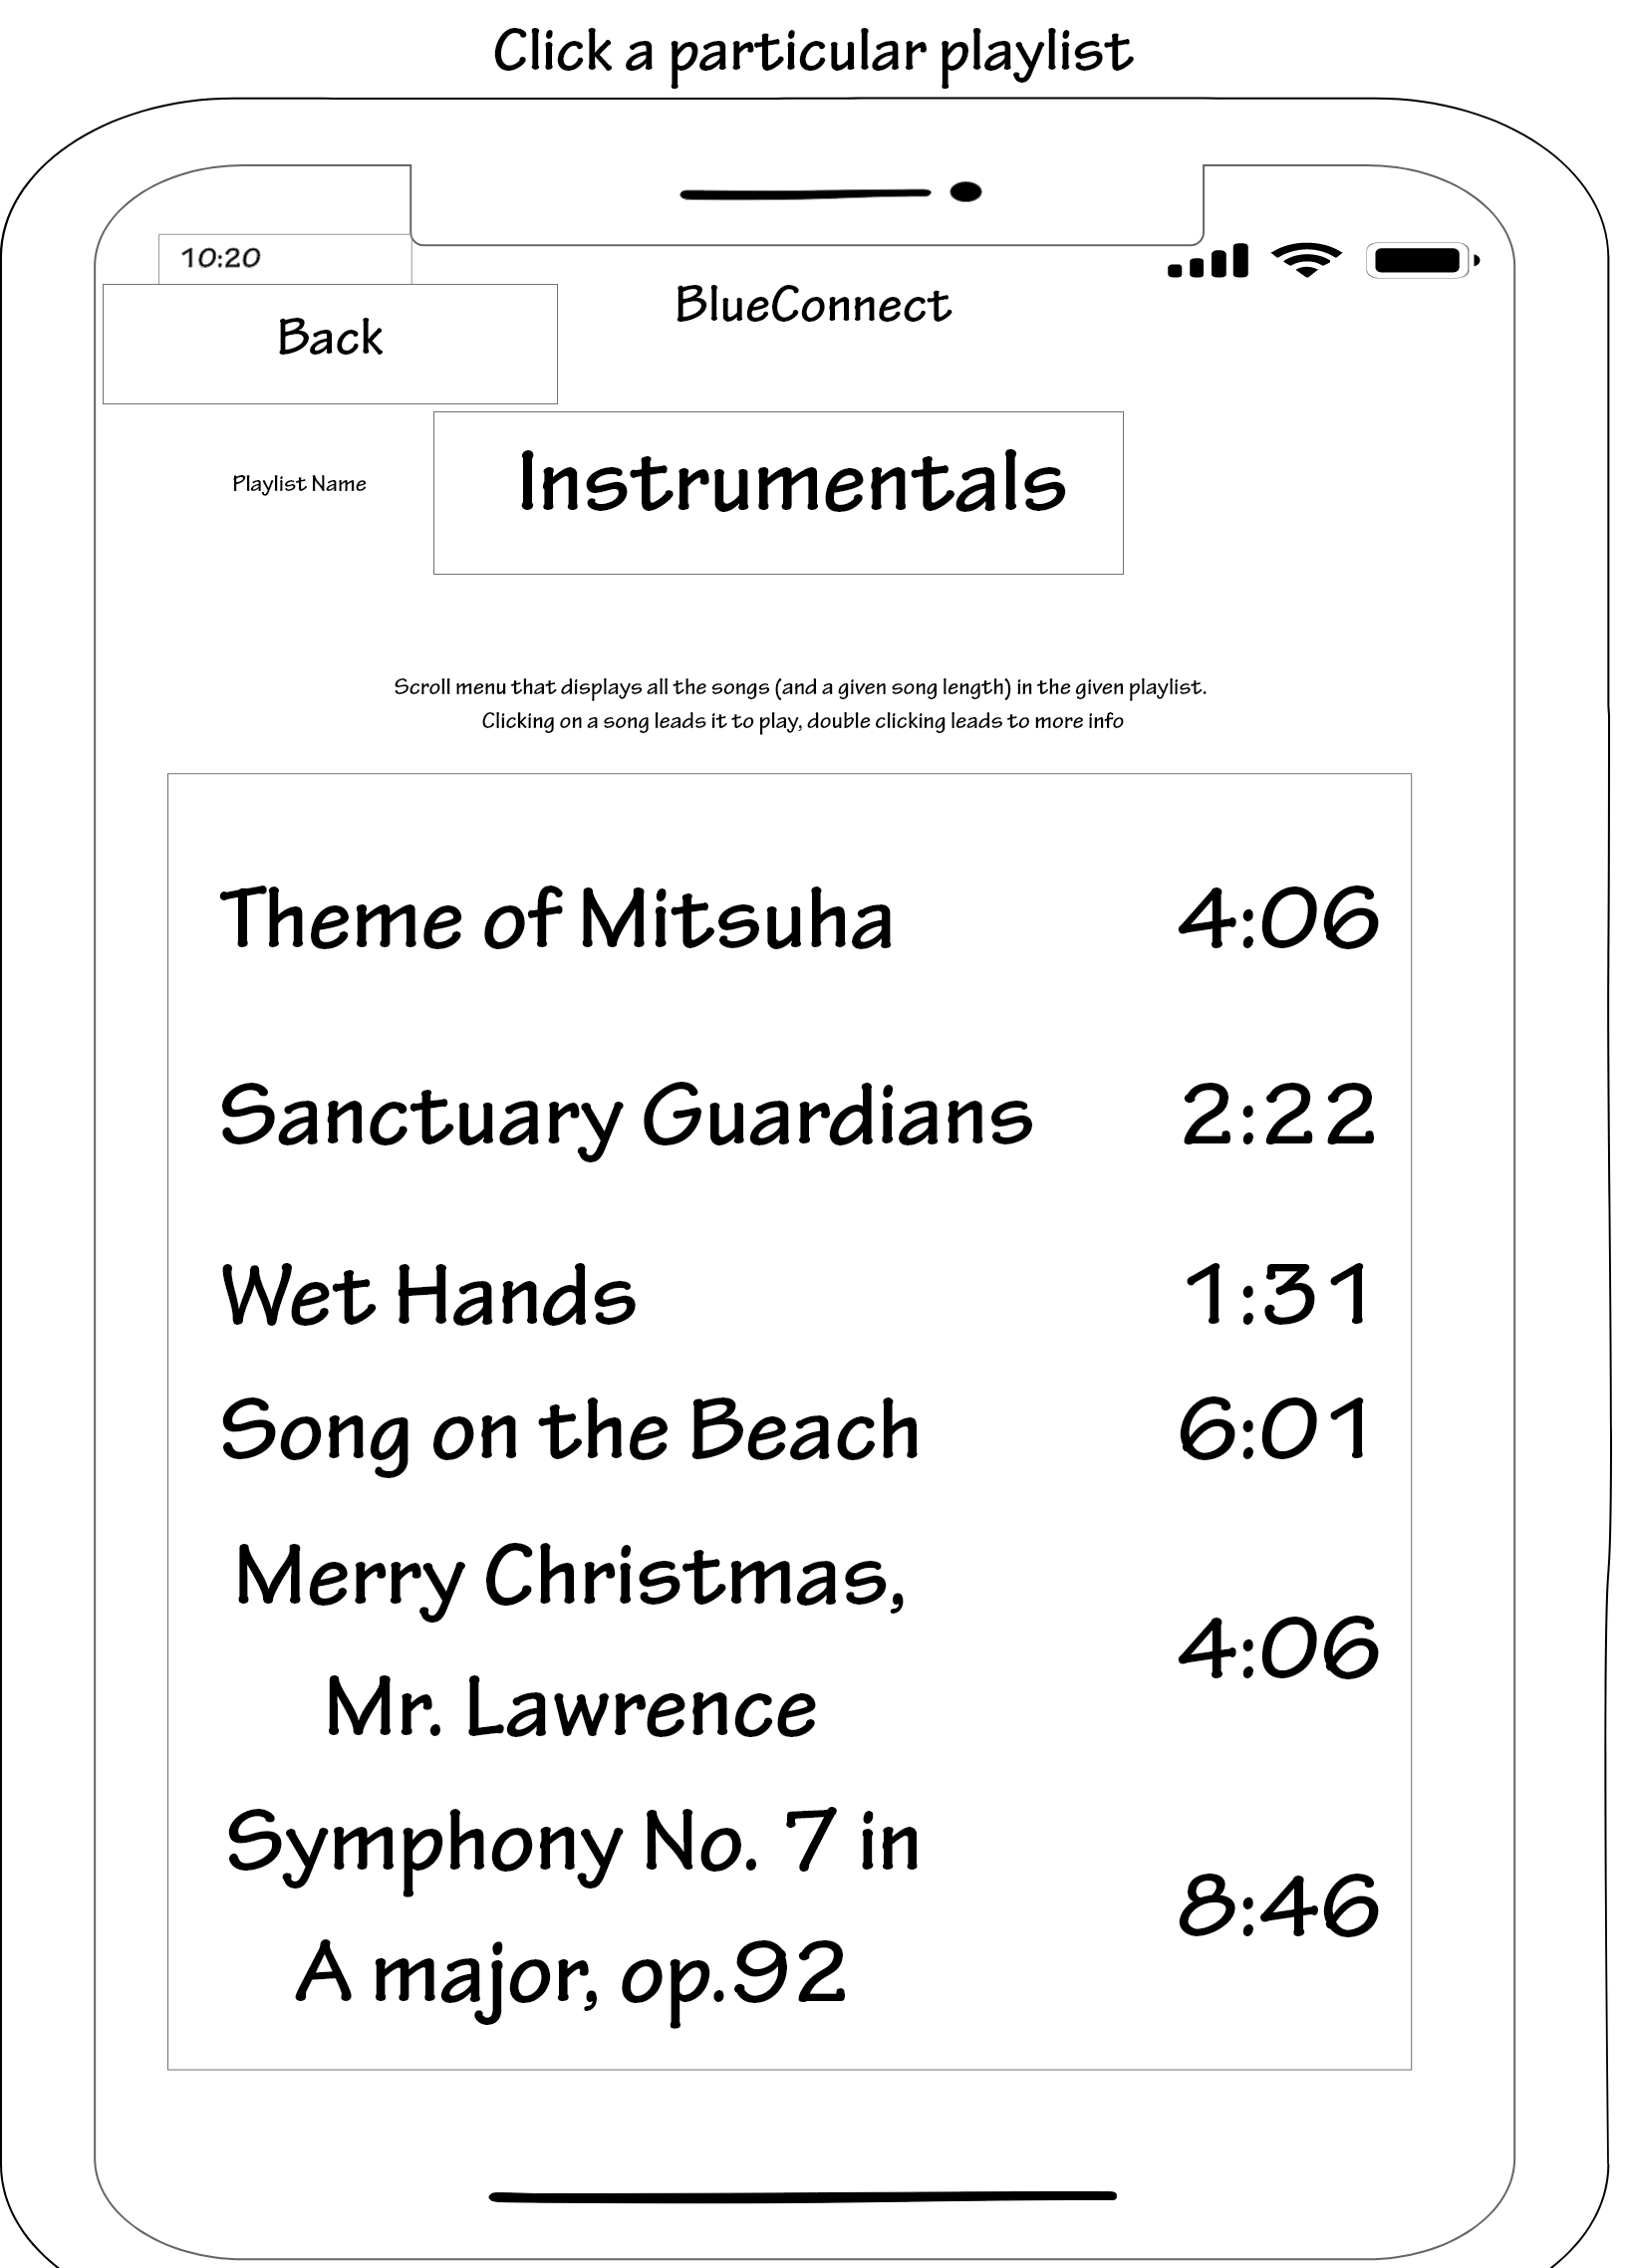 Click a particular playlist
10:20
BlueConnect
Back
Playlist Name
Instrumentals
Scroll menu that displays all the songs (and a given song length) in the given playlist.
Clicking on a song leads it to play, double clicking leads to more info
Theme of Mitsuha 4:06
Sanctuary Guardians 2:22
Wet Hands 1:31
Song on the Beach 6:01
Merry Christmas,
Mr. Lawrence
4:06
Symphony No. 7 in
A major, op.92
8:46